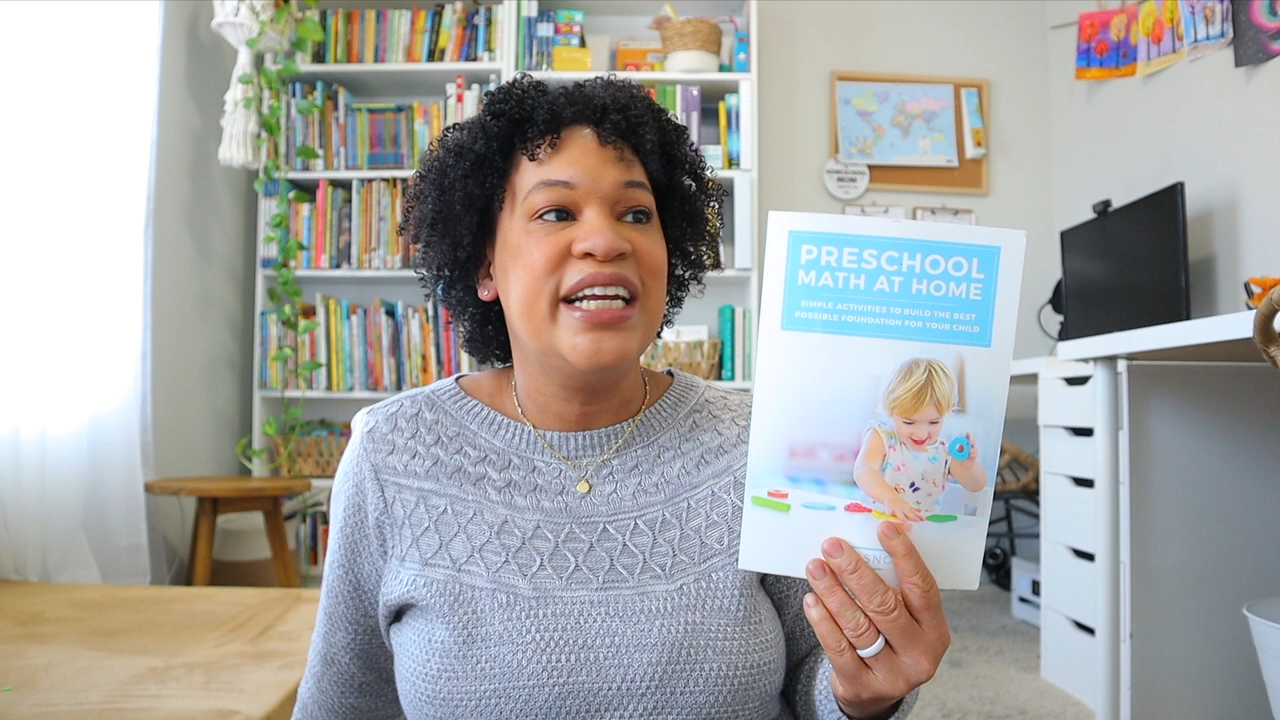 PRESCHOOL
MATH AT HOME
SIMPLE ACTIVITIES TO BUILD THE BEST
POSSIBLE FOUNDATION FOR YOUR CHILD